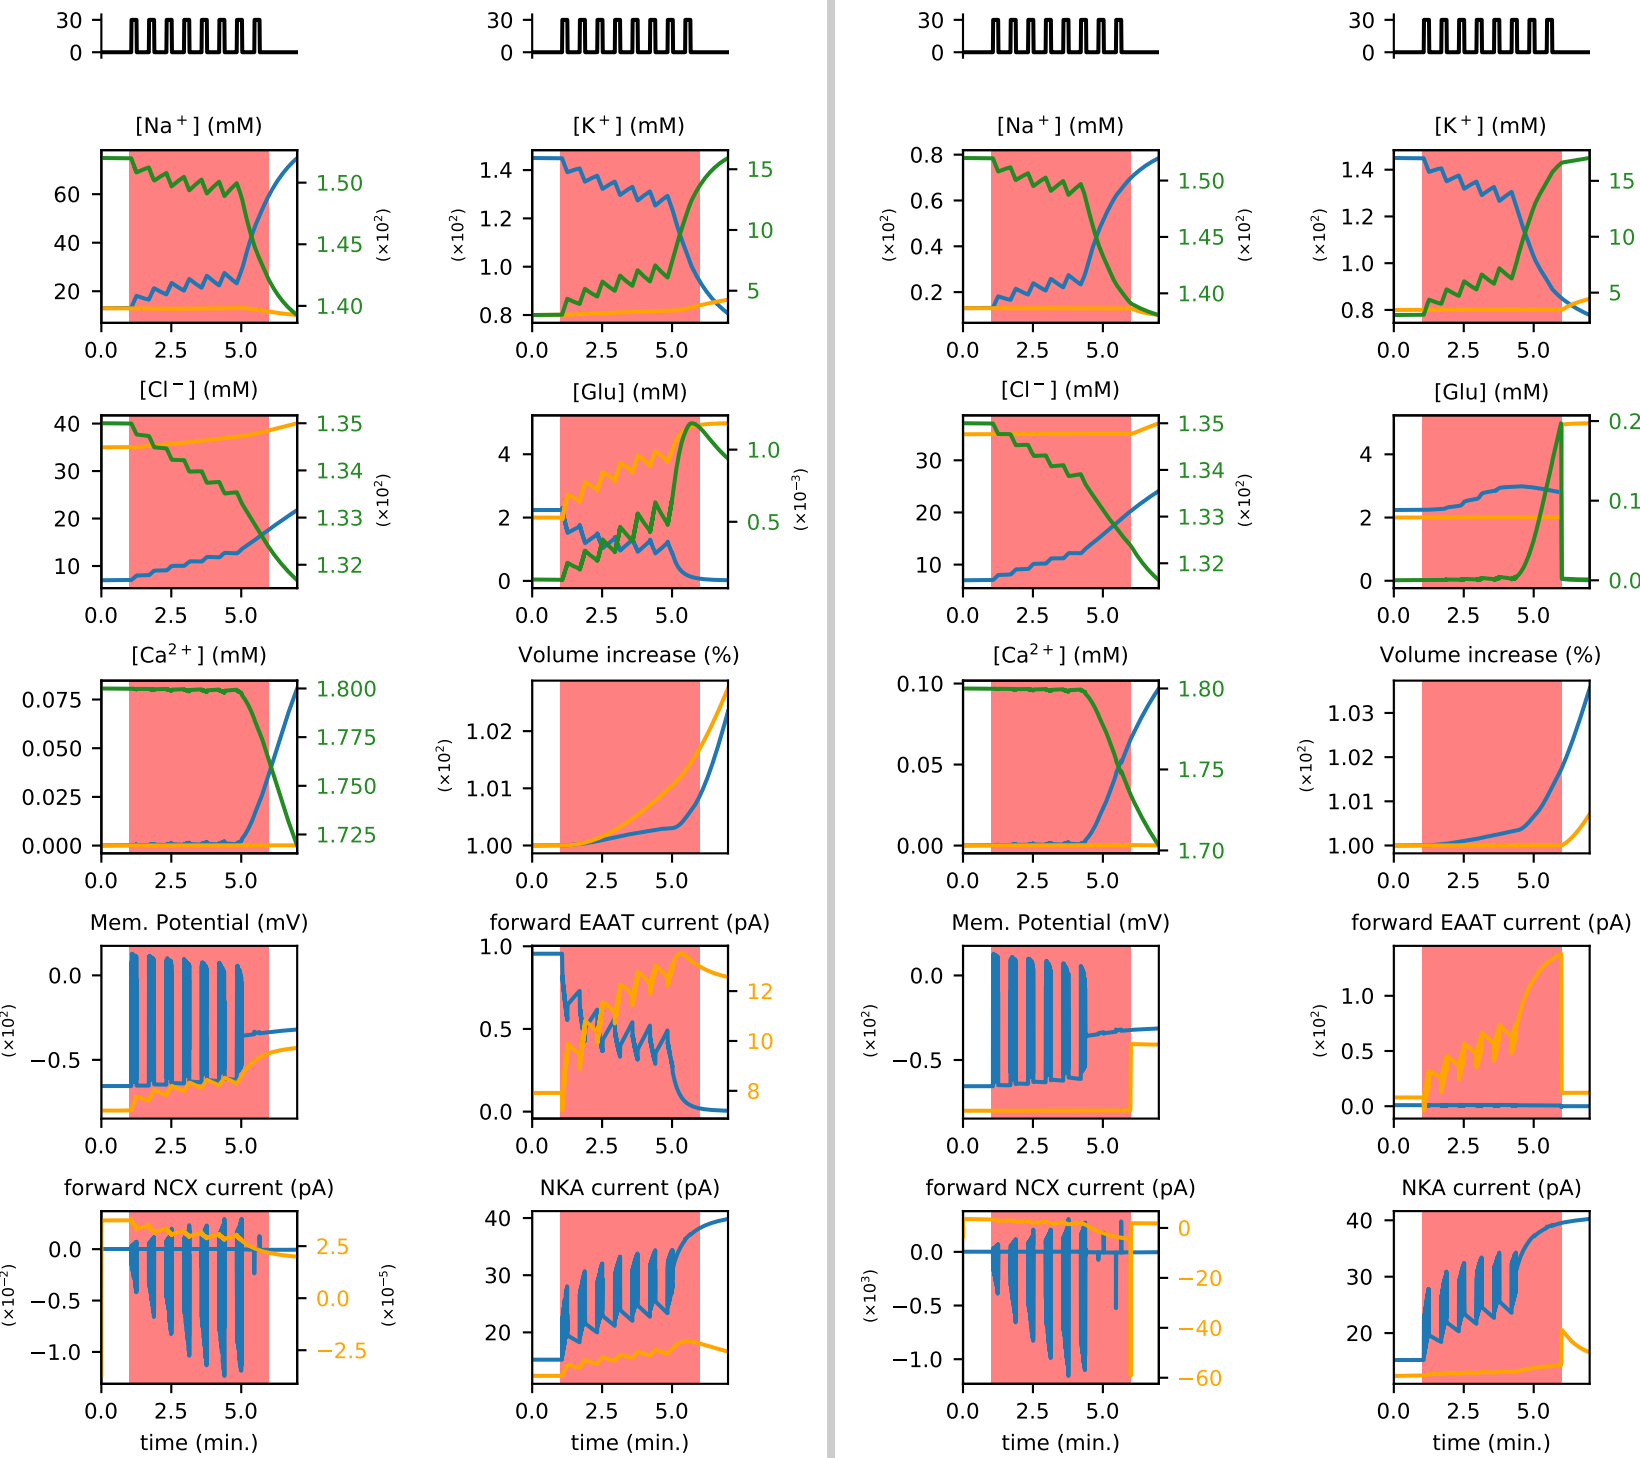 30 30 30 30
0 0 0 0
[Na⁺] (mM) [K⁺] (mM) [Na⁺] (mM) [K⁺] (mM)
60 40 20
1.50 1.45 1.40
(×10²)
0.0 2.5 5.0
(×10²)
1.4 1.2 1.0 0.8
15 10 5
0.0 2.5 5.0
(×10²)
0.8 0.6 0.4 0.2
1.50 1.45 1.40
(×10²)
0.0 2.5 5.0
(×10²)
1.4 1.2 1.0 0.8
15 10 5
0.0 2.5 5.0
[Cl⁻] (mM) [Glu] (mM) [Cl⁻] (mM) [Glu] (mM)
40 30 20 10
1.35 1.34 1.33 1.32
(×10²)
0.0 2.5 5.0
4 2 0
1.0 0.5
(×10⁻³)
0.0 2.5 5.0
30 20 10
1.35 1.34 1.33 1.32
(×10²)
0.0 2.5 5.0
4 2 0
0.2 0.1 0.0
0.0 2.5 5.0
[Ca²⁺] (mM) Volume increase (%) [Ca²⁺] (mM) Volume increase (%)
0.075 0.050 0.025 0.000
1.800 1.775 1.750 1.725
0.0 2.5 5.0
(×10²)
1.02 1.01 1.00
0.0 2.5 5.0
0.10 0.05 0.00
1.80 1.75 1.70
0.0 2.5 5.0
(×10²)
1.03 1.02 1.01 1.00
0.0 2.5 5.0
Mem. Potential (mV) forward EAAT current (pA) Mem. Potential (mV) forward EAAT current (pA)
(×10²)
0.0 −0.5
0.0 2.5 5.0
1.0 0.5 0.0
12 10 8
0.0 2.5 5.0
(×10²)
0.0 −0.5
0.0 2.5 5.0
(×10²)
1.0 0.5 0.0
0.0 2.5 5.0
forward NCX current (pA) NKA current (pA) forward NCX current (pA) NKA current (pA)
(×10⁻²)
0.0 −0.5 −1.0
2.5 0.0 −2.5
(×10⁻⁵)
0.0 2.5 5.0
40 30 20
0.0 2.5 5.0
(×10³)
0.0 −0.5 −1.0
0 −20 −40 −60
0.0 2.5 5.0
40 30 20
0.0 2.5 5.0
time (min.) time (min.) time (min.) time (min.)